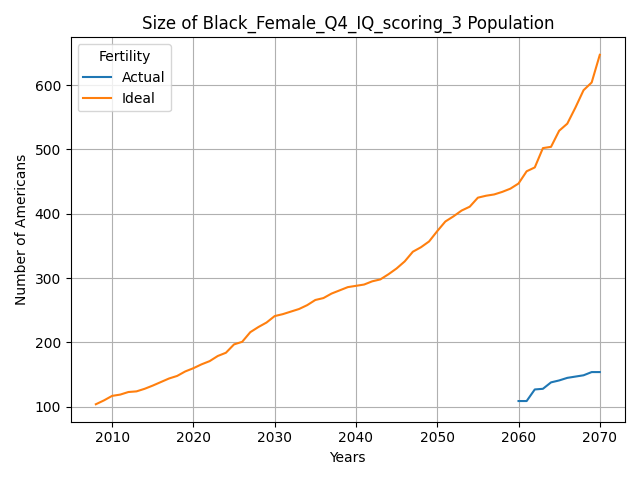 Size of Black_Female_Q4_IQ_scoring_3 Population
Fertility
Actual
Ideal
Number of Americans
600
500
400
300
200
100
2010 2020 2030 2040 2050 2060 2070
Years